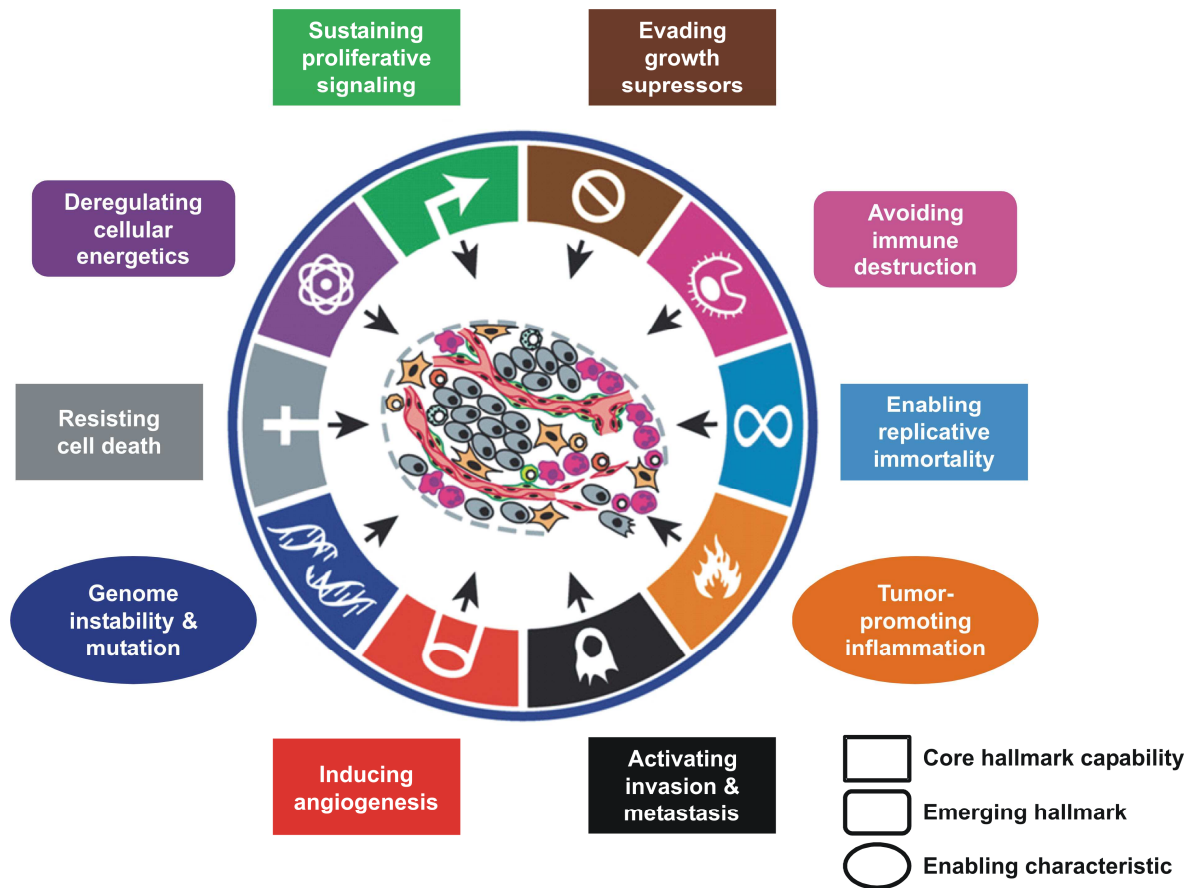 Sustaining
proliferative
signaling
Evading
growth
supressors
Deregulating
cellular
energetics
Avoiding
immune
destruction
Resisting
cell death
Enabling
replicative
immortality
Genome
instability &
mutation
Tumor-
promoting
inflammation
Inducing
angiogenesis
Activating
invasion &
metastasis
Core hallmark capability
Emerging hallmark
Enabling characteristic